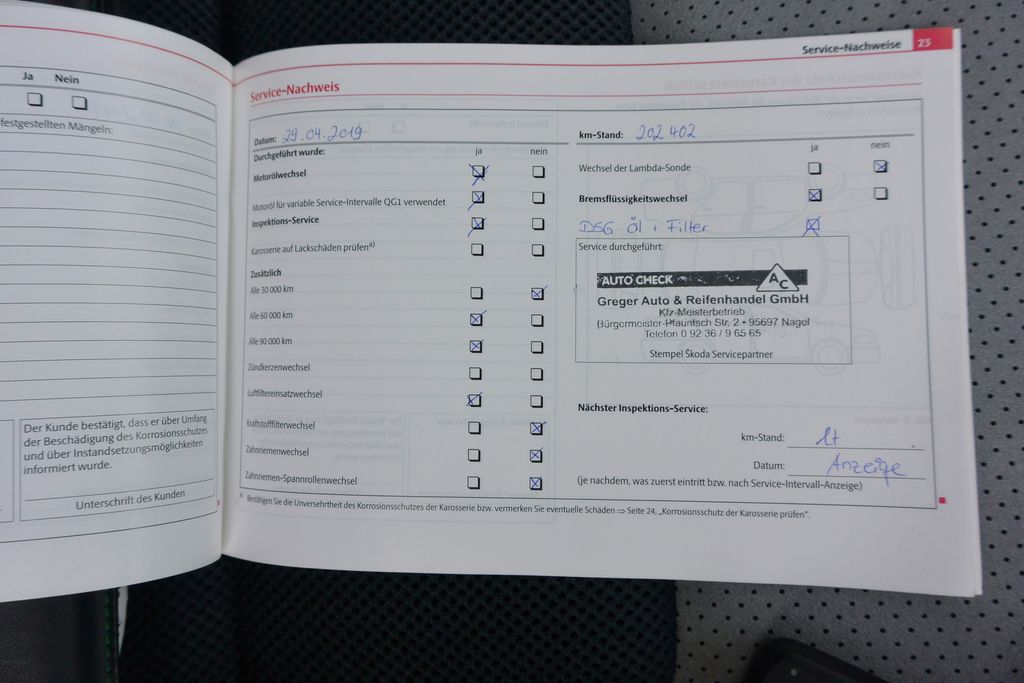 Ja Nein
festgestellten Mängeln:
Der Kunde bestätigt, dass er über Umfang
der Beschädigung des Korrosionsschutzes
und über Instandsetzungsmöglichkeiten
informiert wurde.
Unterschrift des Kunden
Service-Nachweise 23
Service-Nachweis
Datum: 29.04.2019
Durchgeführt wurde: ja nein
Motorölwechsel
Motoröl für variable Service-Intervalle QG1 verwendet
Inspektions-Service
Karosserie auf Lackschäden prüfena)
Zusätzlich
Alle 30 000 km
Alle 60 000 km
Alle 90 000 km
Zündkerzenwechsel
Luftfiltereinsatzwechsel
Kraftstofffilterwechsel
Zahnriemenwechsel
Zahnriemen-Spannrollenwechsel
km-Stand: 202 402
ja nein
Wechsel der Lambda-Sonde
Bremsflüssigkeitswechsel
DSG Öl + Filter
Service durchgeführt:
AUTO CHECK AC
Greger Auto & Reifenhandel GmbH
Kfz-Meisterbetrieb
Bürgermeister-Pfauntsch Str. 2 • 95697 Nagel
Telefon 0 92 36 / 9 65 65
Stempel Škoda Servicepartner
Nächster Inspektions-Service:
km-Stand: lt
Datum: Anzeige
(je nachdem, was zuerst eintritt bzw. nach Service-Intervall-Anzeige)
a) Bestätigen Sie die Unversehrtheit des Korrosionsschutzes der Karosserie bzw. vermerken Sie eventuelle Schäden ⇒ Seite 24, „Korrosionsschutz der Karosserie prüfen“.